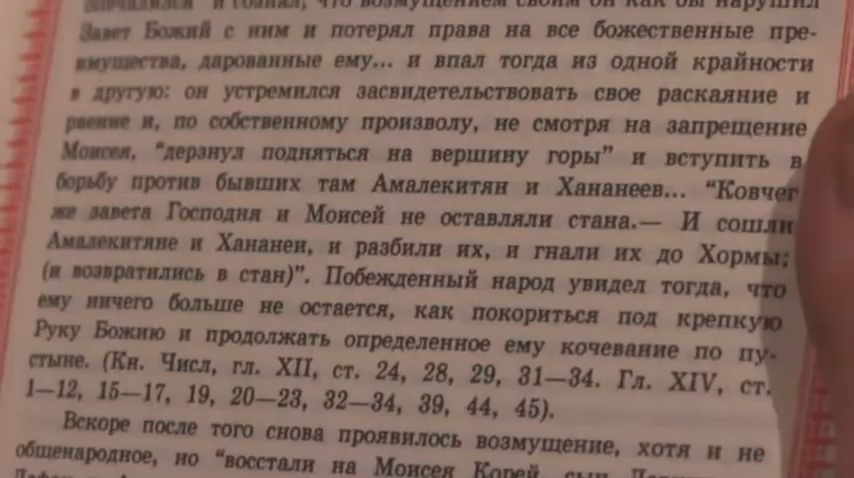 и сознал, что возмущением своим он как бы нарушил
Завет Божий с ним и потерял права на все божественные пре-
имущества, дарованные ему... и впал тогда из одной крайности
в другую: он устремился засвидетельствовать свое раскаяние и
рвение и, по собственному произволу, не смотря на запрещение
Моисея, "дерзнул подняться на вершину горы" и вступить в
борьбу против бывших там Амалекитян и Хананеев... "Ковчег
же завета Господня и Моисей не оставляли стана.— И сошли
Амалекитяне и Хананеи, и разбили их, и гнали их до Хормы;
(и возвратились в стан)". Побежденный народ увидел тогда, что
ему ничего больше не остается, как покориться под крепкую
Руку Божию и продолжать определенное ему кочевание по пу-
стыне. (Кн. Числ, гл. XII, ст. 24, 28, 29, 31—34. Гл. XIV, ст.
1—12, 15—17, 19, 20—23, 32—34, 39, 44, 45).
Вскоре после того снова проявилось возмущение, хотя и не
общенародное, но "восстали на Моисея Корей, сын